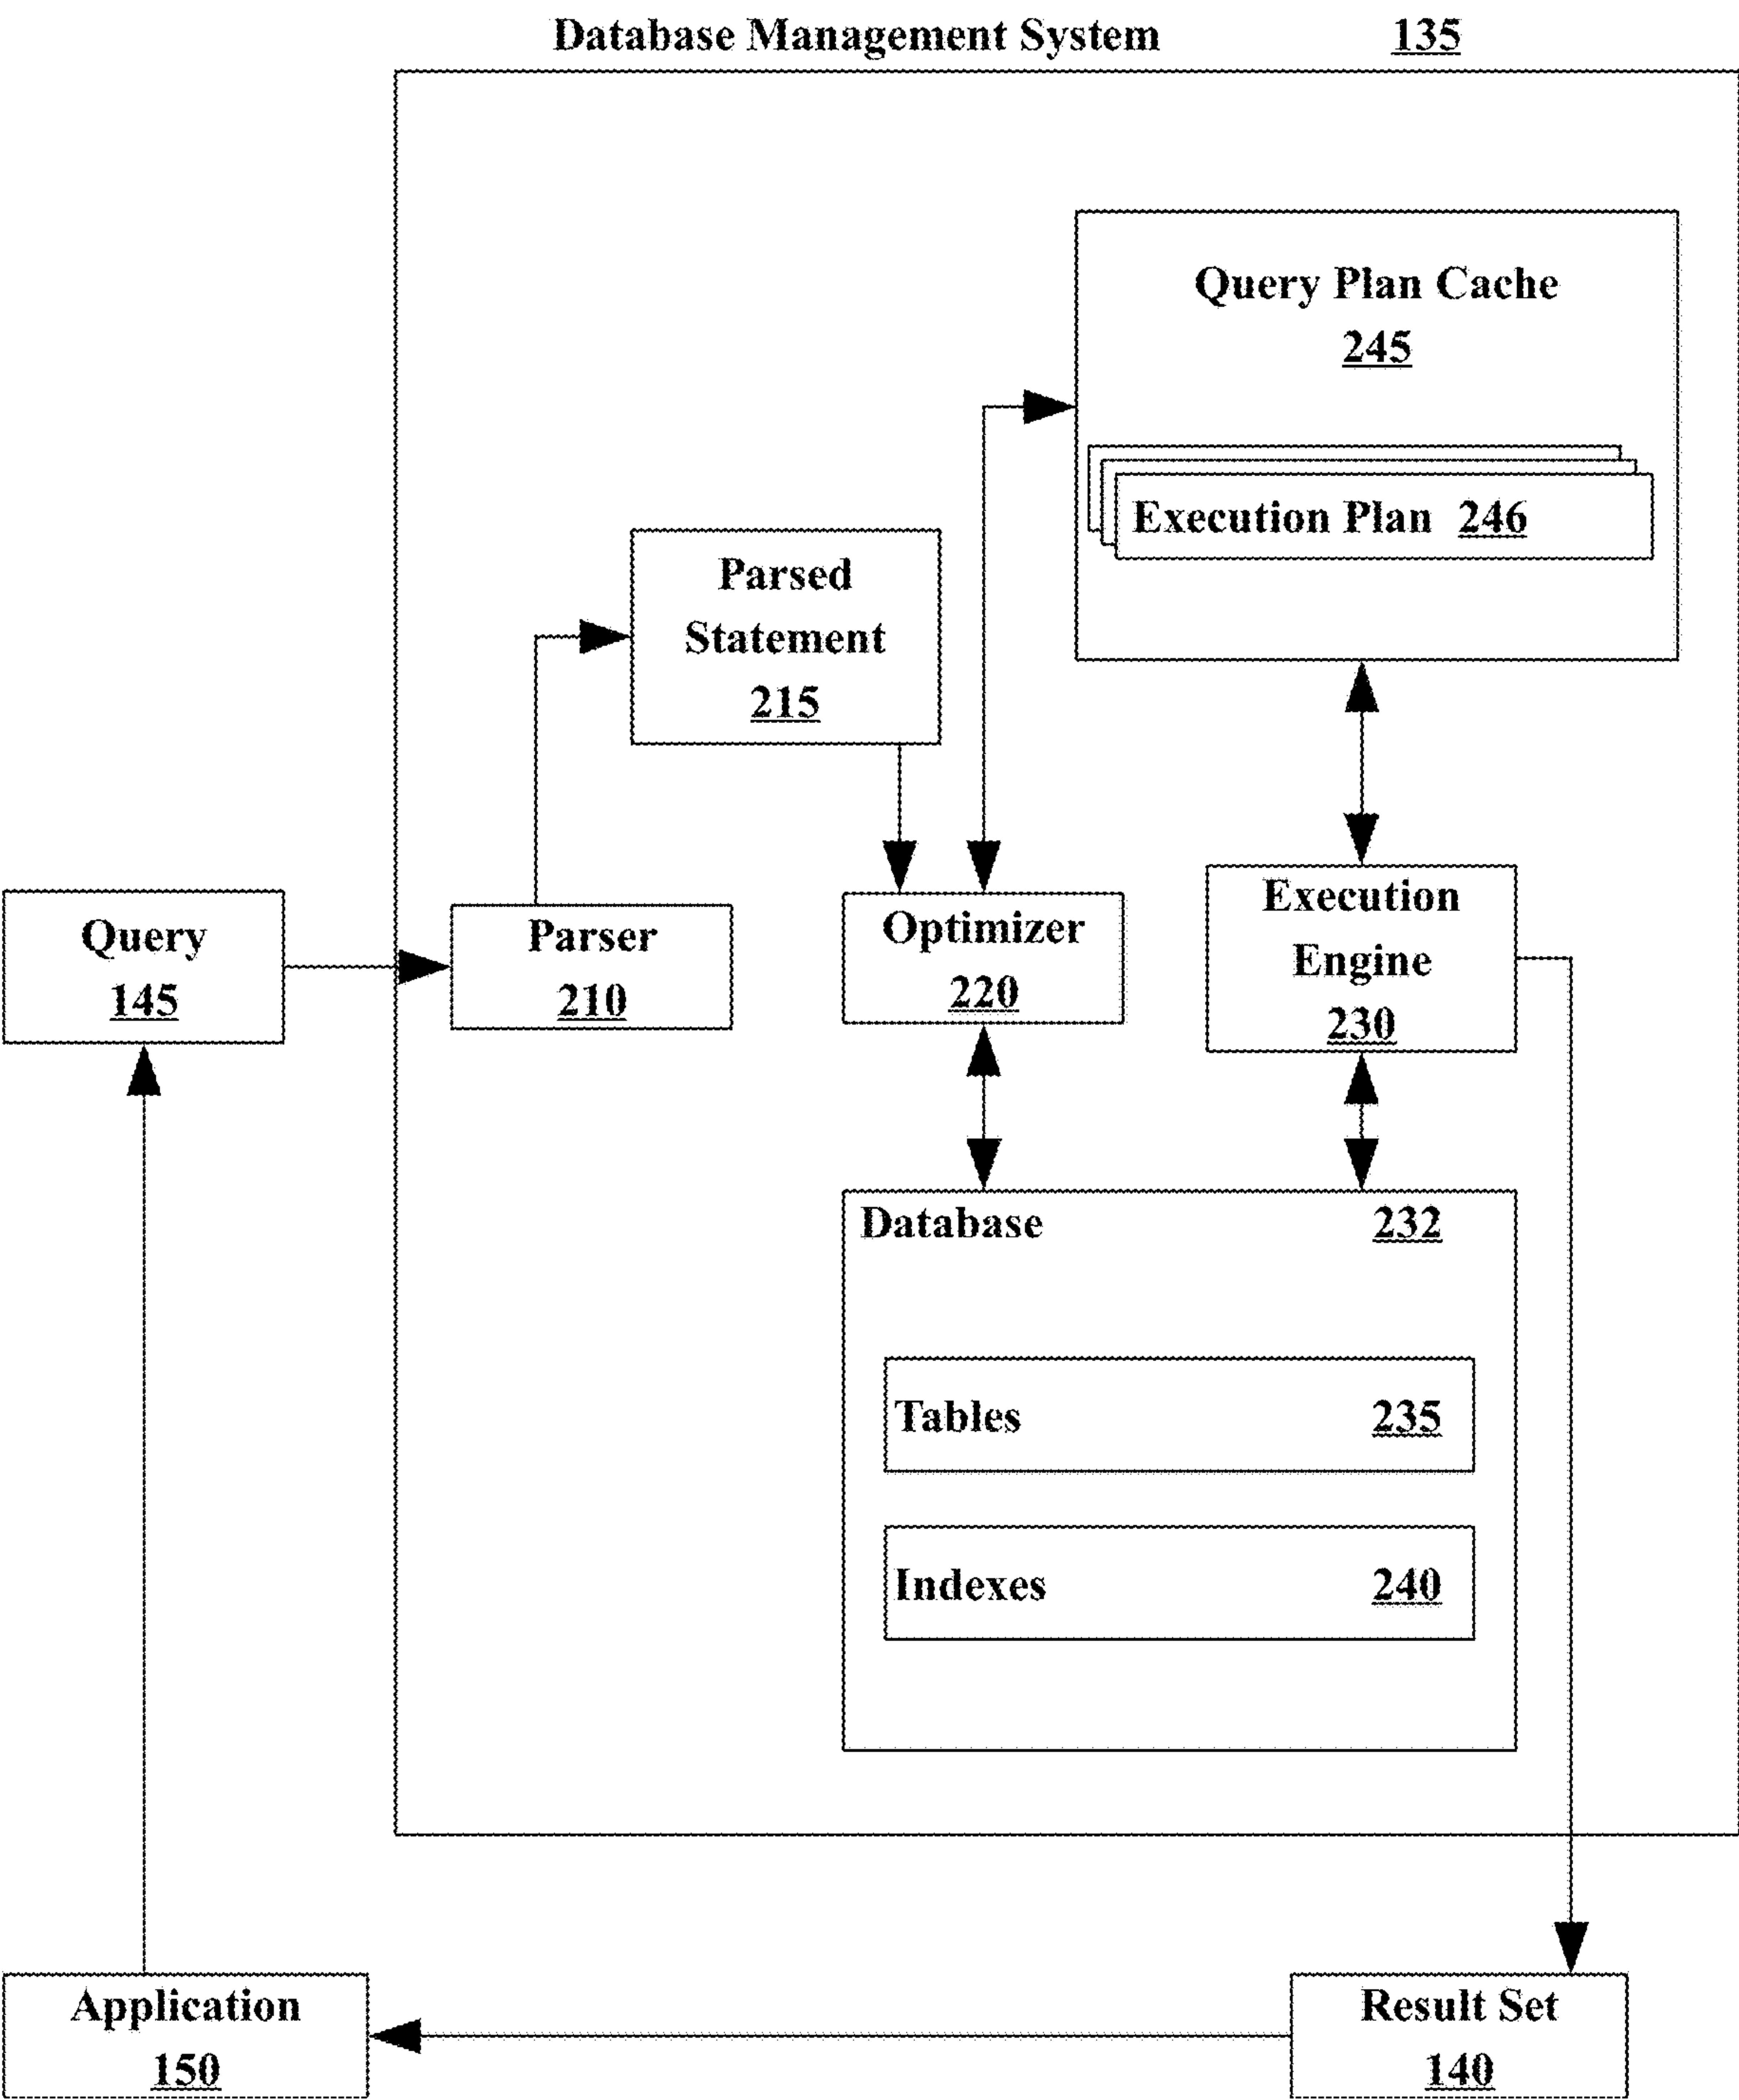 Database Management System 135
Query Plan Cache
245
Execution Plan 246
Parsed
Statement
215
Query
145
Parser
210
Optimizer
220
Execution
Engine
230
Database 232
Tables 235
Indexes 240
Application
150
Result Set
140